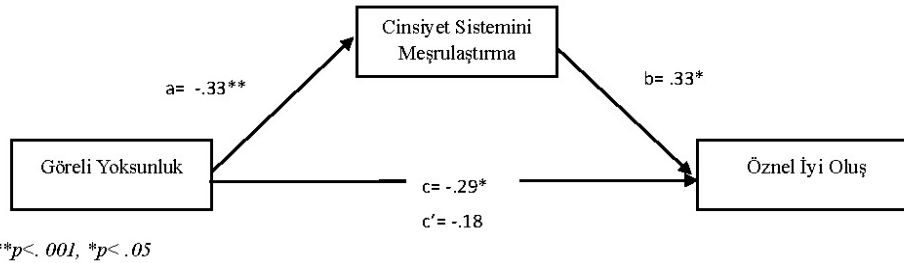 Cinsiyet Sistemini
Meşrulaştırma
a= -.33**
b= .33*
Göreli Yoksunluk
Öznel İyi Oluş
c= -.29*
c’= -.18
**p<. 001, *p< .05